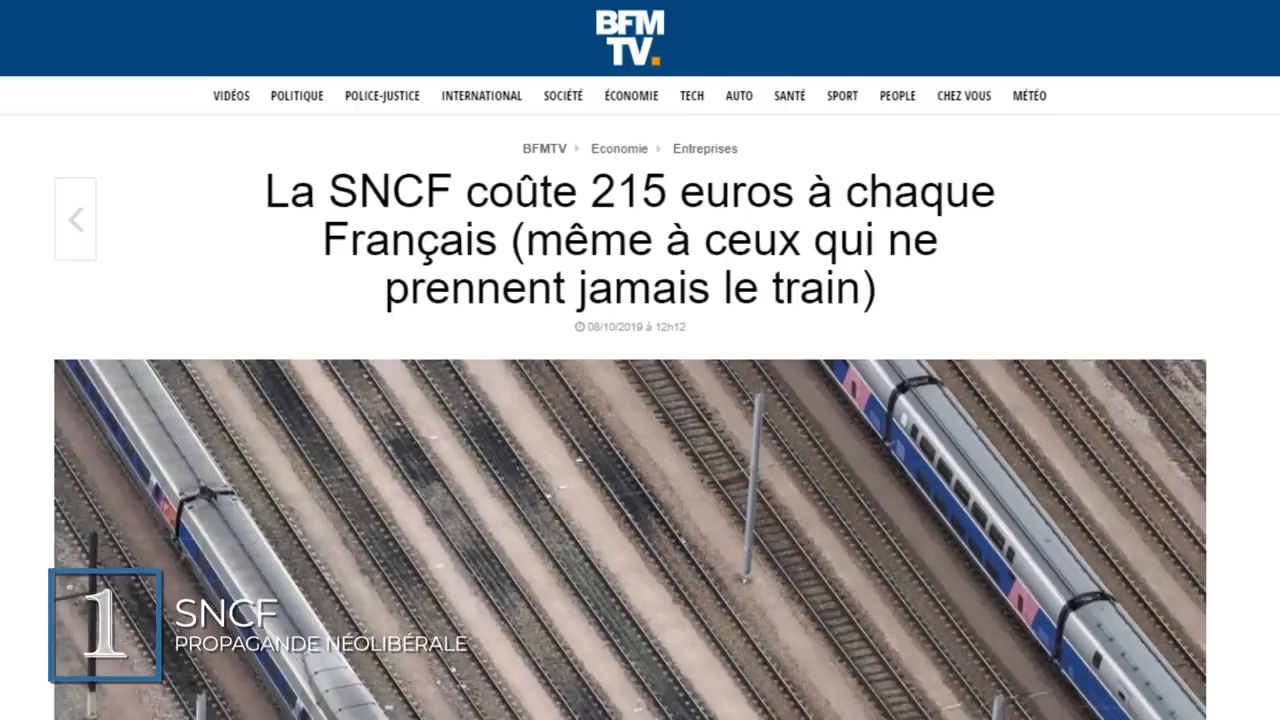 BFM
TV.
VIDÉOS POLITIQUE POLICE-JUSTICE INTERNATIONAL SOCIÉTÉ ÉCONOMIE TECH AUTO SANTÉ SPORT PEOPLE CHEZ VOUS MÉTÉO
BFMTV Economie Entreprises
La SNCF coûte 215 euros à chaque
Français (même à ceux qui ne
prennent jamais le train)
08/10/2019 à 12h12
1
SNCF
PROPAGANDE NÉOLIBÉRALE